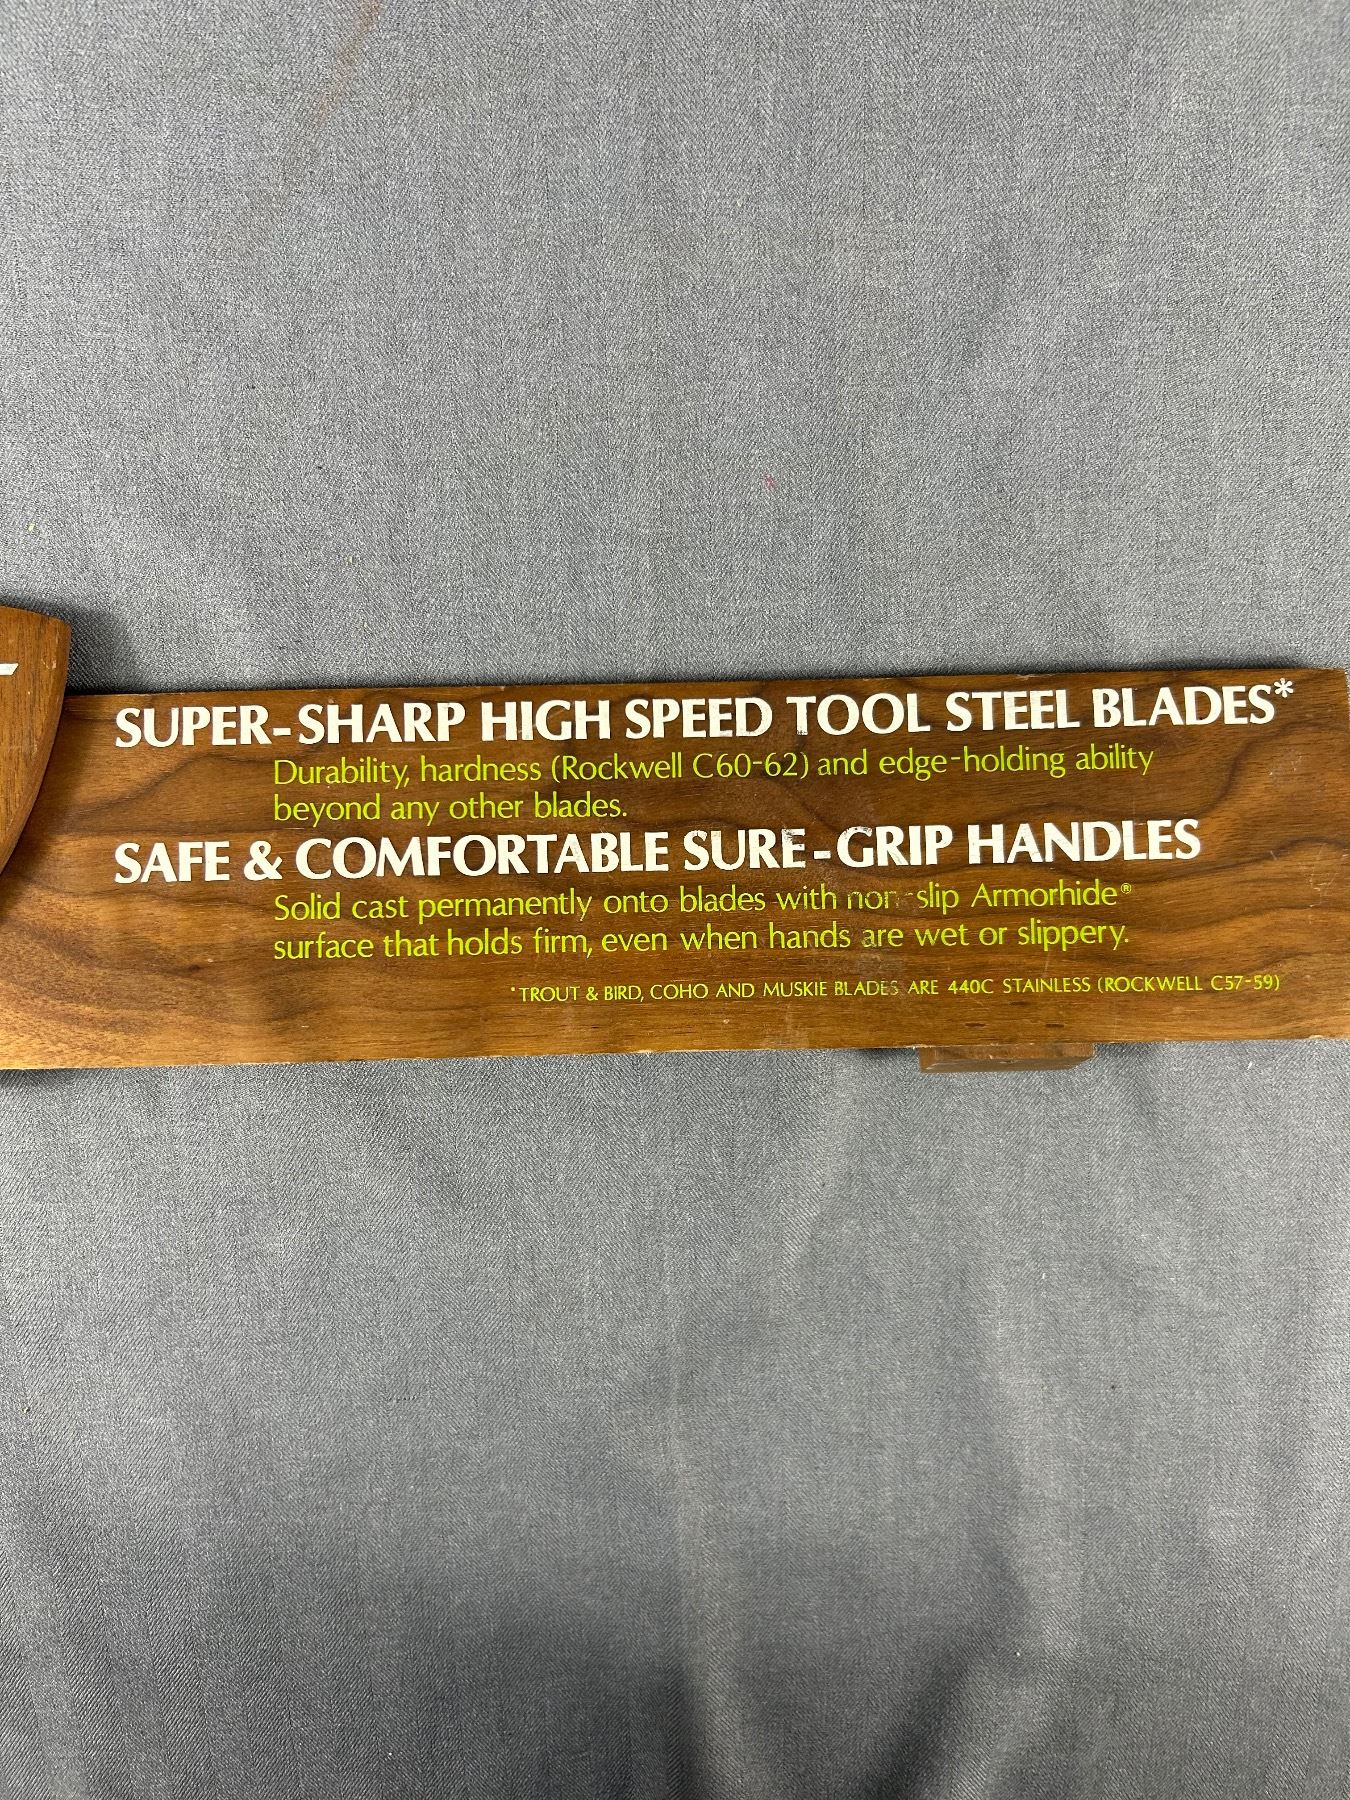 SUPER-SHARP HIGH SPEED TOOL STEEL BLADES*
Durability, hardness (Rockwell C60-62) and edge-holding ability
beyond any other blades.
SAFE & COMFORTABLE SURE-GRIP HANDLES
Solid cast permanently onto blades with non-slip Armorhide®
surface that holds firm, even when hands are wet or slippery.
*TROUT & BIRD, COHO AND MUSKIE BLADES ARE 440C STAINLESS (ROCKWELL C57-59)